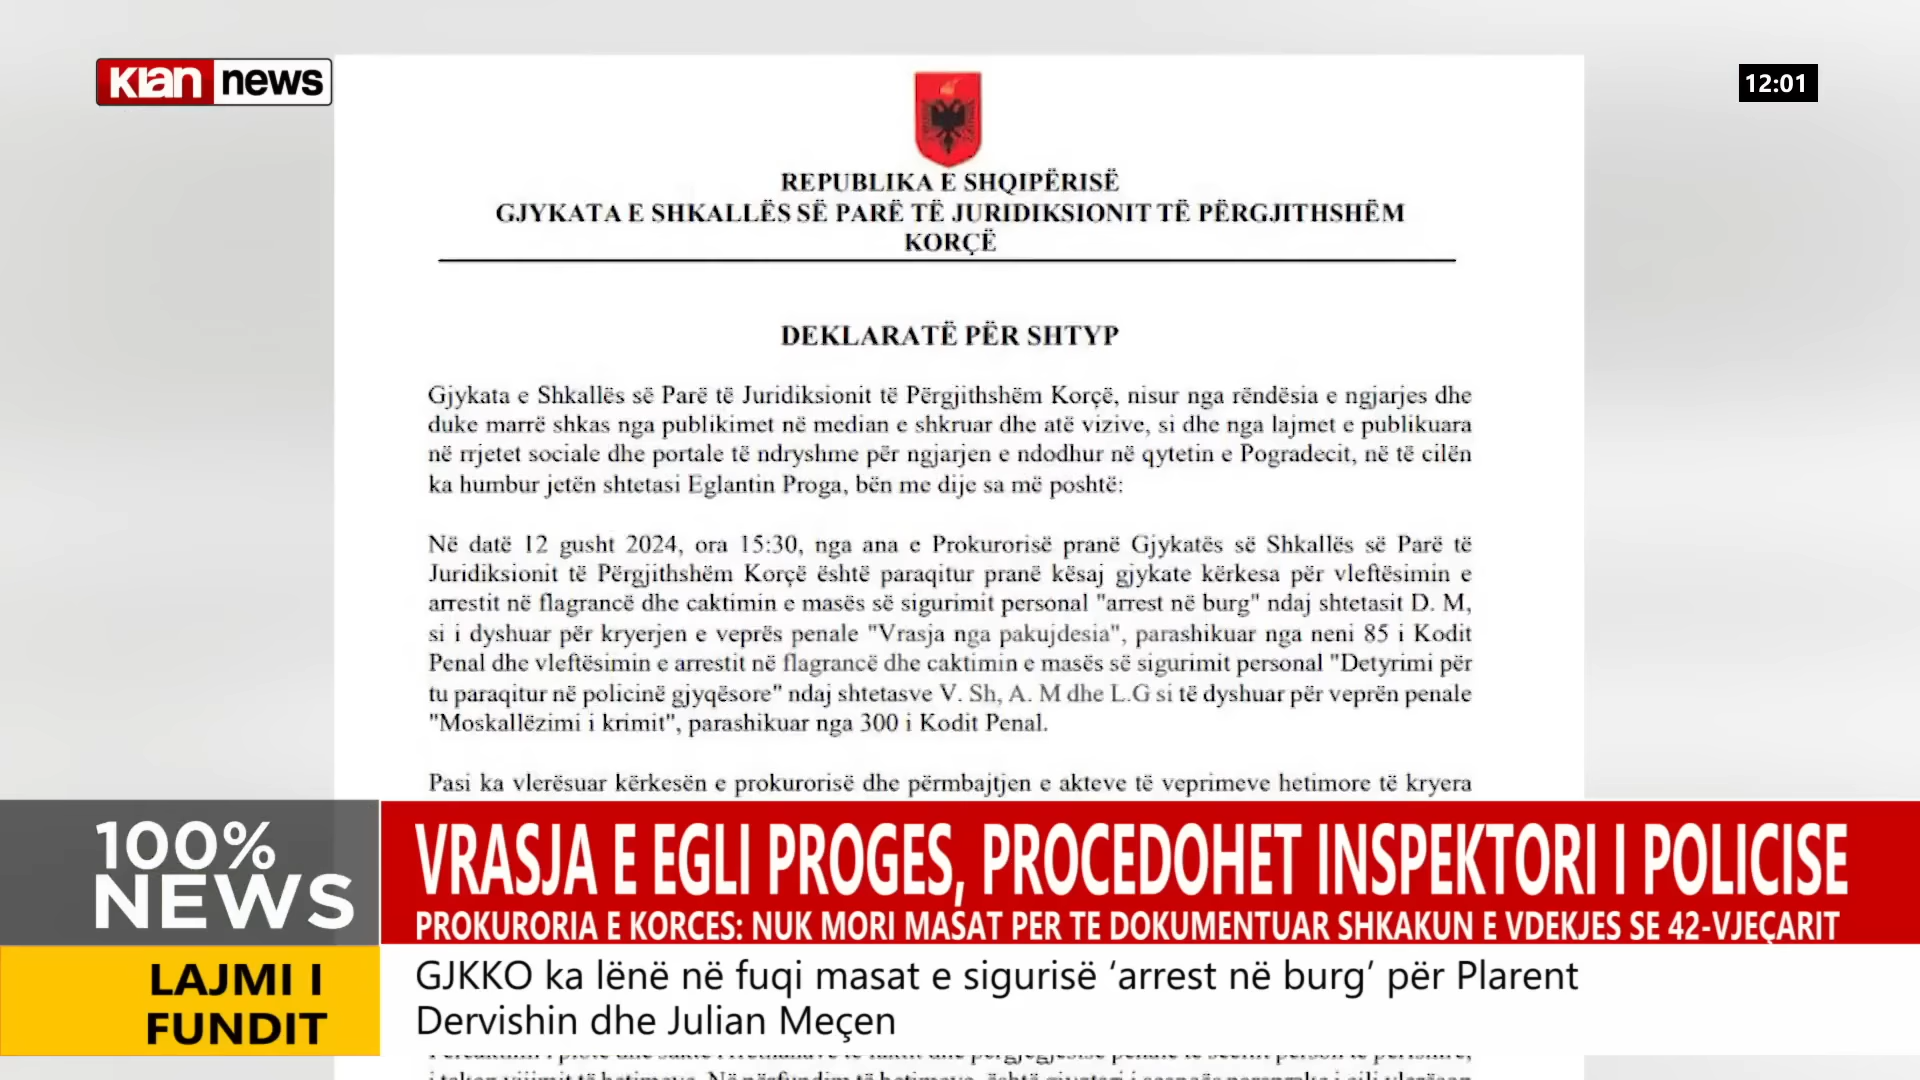 klan news
12:01
REPUBLIKA E SHQIPËRISË
GJYKATA E SHKALLËS SË PARË TË JURIDIKSIONIT TË PËRGJITHSHËM
KORÇË
DEKLARATË PËR SHTYP
Gjykata e Shkallës së Parë të Juridiksionit të Përgjithshëm Korçë, nisur nga rëndësia e ngjarjes dhe
duke marrë shkas nga publikimet në median e shkruar dhe atë vizive, si dhe nga lajmet e publikuara
në rrjetet sociale dhe portale të ndryshme për ngjarjen e ndodhur në qytetin e Pogradecit, në të cilën
ka humbur jetën shtetasi Eglantin Proga, bën me dije sa më poshtë:
Në datë 12 gusht 2024, ora 15:30, nga ana e Prokurorisë pranë Gjykatës së Shkallës së Parë të
Juridiksionit të Përgjithshëm Korçë është paraqitur pranë kësaj gjykate kërkesa për vleftësimin e
arrestit në flagrancë dhe caktimin e masës së sigurimit personal "arrest në burg" ndaj shtetasit D. M,
si i dyshuar për kryerjen e veprës penale "Vrasja nga pakujdesia", parashikuar nga neni 85 i Kodit
Penal dhe vleftësimin e arrestit në flagrancë dhe caktimin e masës së sigurimit personal "Detyrimi për
tu paraqitur në policinë gjyqësore" ndaj shtetasve V. Sh, A. M dhe L.G si të dyshuar për veprën penale
"Moskallëzimi i krimit", parashikuar nga 300 i Kodit Penal.
Pasi ka vlerësuar kërkesën e prokurorisë dhe përmbajtjen e akteve të veprimeve hetimore të kryera
100%
NEWS
VRASJA E EGLI PROGES, PROCEDOHET INSPEKTORI I POLICISE
PROKURORIA E KORCES: NUK MORI MASAT PER TE DOKUMENTUAR SHKAKUN E VDEKJES SE 42-VJEÇARIT
LAJMI I
FUNDIT
GJKKO ka lënë në fuqi masat e sigurisë ‘arrest në burg’ për Plarent
Dervishin dhe Julian Meçen